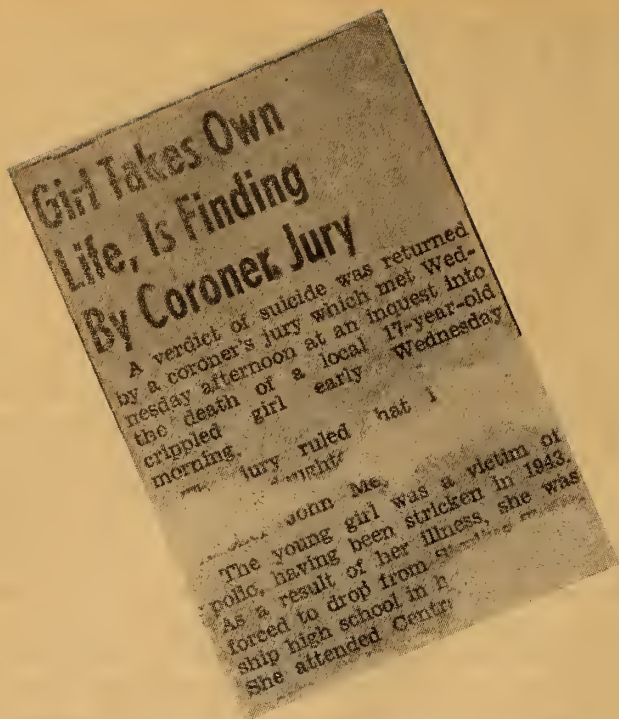 Girl Takes Own
Life, Is Finding
By Coroner Jury
A verdict of suicide was returned
by a coroner's jury which met Wed-
nesday afternoon at an inquest into
the death of a local 17-year-old
crippled girl early Wednesday
morning.
jury ruled hat i
John Me
The young girl was a victim of
polio, having been stricken in 1943.
As a result of her illness, she was
forced to drop from
ship high school in h
She attended Centr